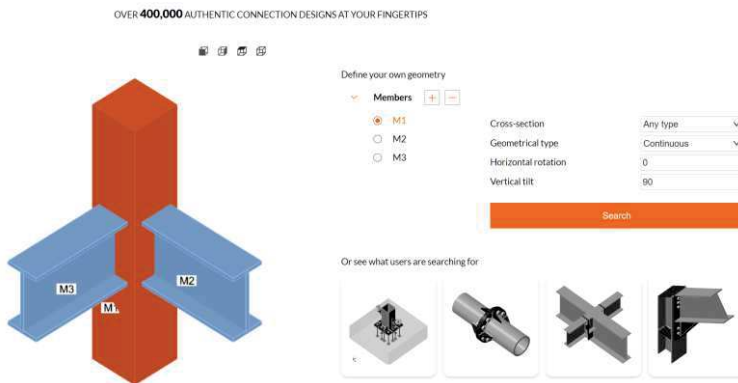 OVER 400,000 AUTHENTIC CONNECTION DESIGNS AT YOUR FINGERTIPS
Define your own geometry
Members + −
M1
M2
M3
Cross-section Any type
Geometrical type Continuous
Horizontal rotation 0
Vertical tilt 90
Search
Or see what users are searching for
M3
M2
M1